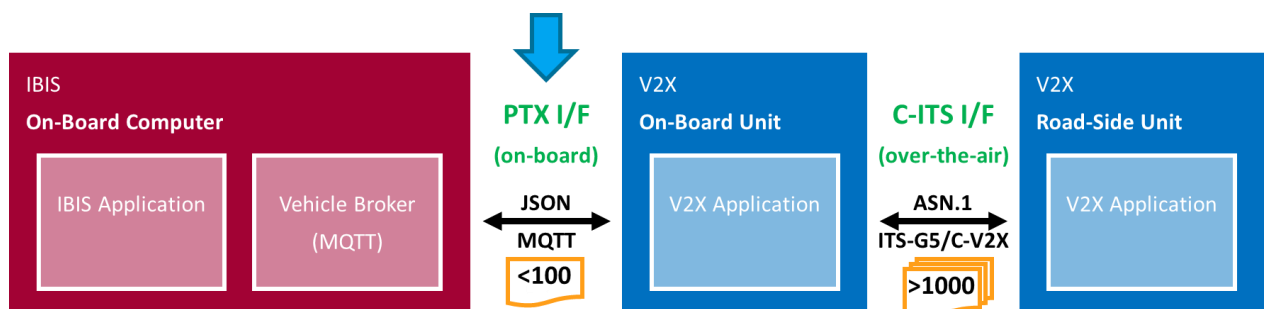 IBIS
On-Board Computer
IBIS Application
Vehicle Broker
(MQTT)
PTX I/F
(on-board)
JSON
MQTT
<100
V2X
On-Board Unit
V2X Application
C-ITS I/F
(over-the-air)
ASN.1
ITS-G5/C-V2X
>1000
V2X
Road-Side Unit
V2X Application